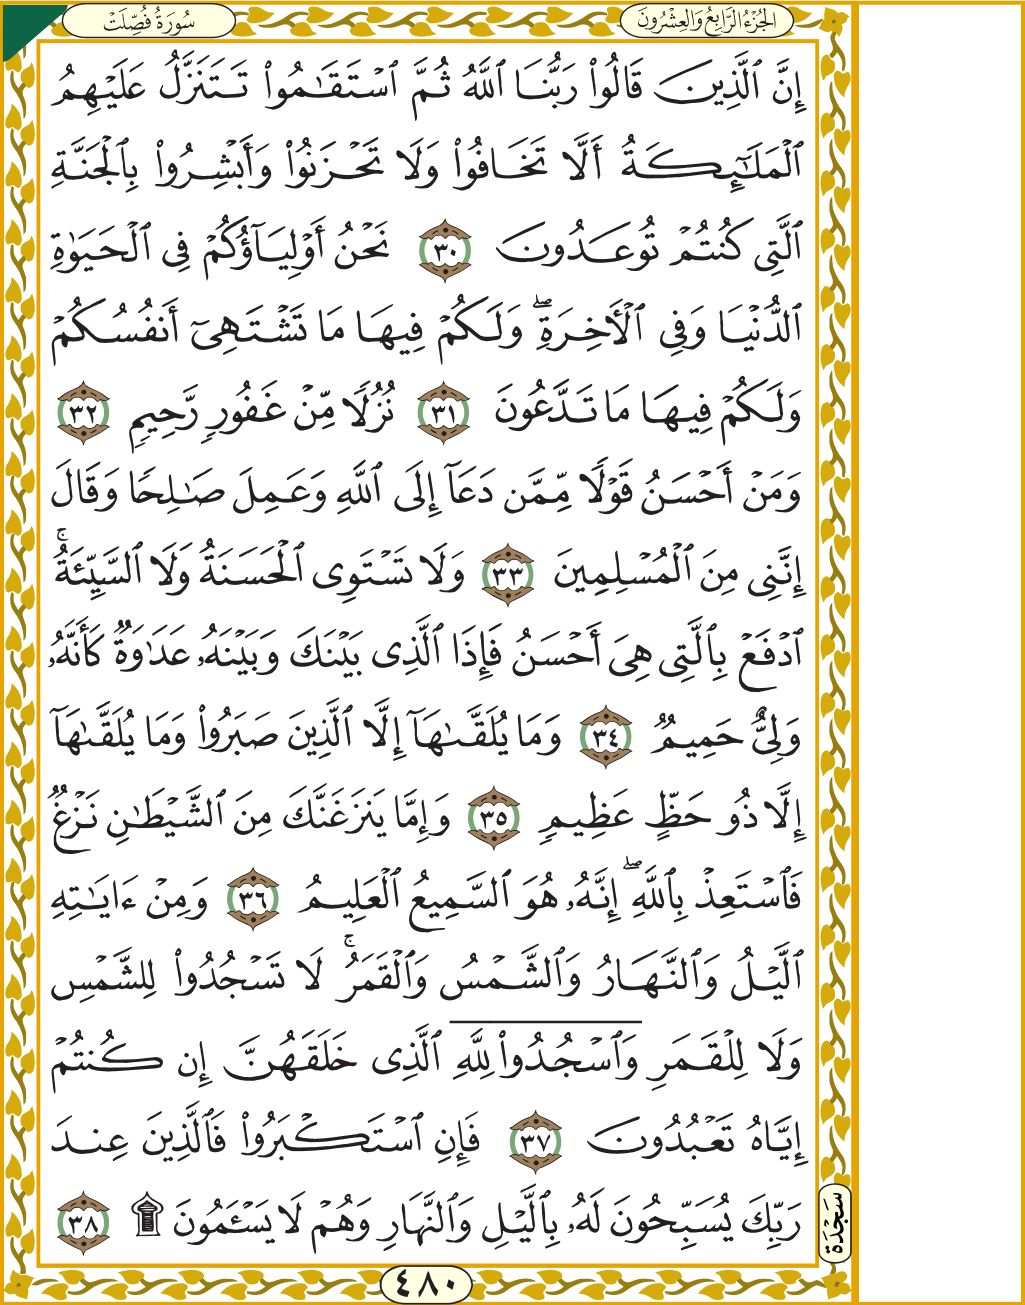 الجُزْءُ الرَّابِعُ وَالعِشْرُونَ
سُورَةُ فُصِّلَتْ
إِنَّ ٱلَّذِينَ قَالُواْ رَبُّنَا ٱللَّهُ ثُمَّ ٱسۡتَقَٰمُواْ تَتَنَزَّلُ عَلَيۡهِمُ
ٱلۡمَلَٰٓئِكَةُ أَلَّا تَخَافُواْ وَلَا تَحۡزَنُواْ وَأَبۡشِرُواْ بِٱلۡجَنَّةِ
ٱلَّتِي كُنتُمۡ تُوعَدُونَ ٣٠ نَحۡنُ أَوۡلِيَآؤُكُمۡ فِي ٱلۡحَيَوٰةِ
ٱلدُّنۡيَا وَفِي ٱلۡأٓخِرَةِۖ وَلَكُمۡ فِيهَا مَا تَشۡتَهِيٓ أَنفُسُكُمۡ
وَلَكُمۡ فِيهَا مَا تَدَّعُونَ ٣١ نُزُلٗا مِّنۡ غَفُورٖ رَّحِيمٖ ٣٢
وَمَنۡ أَحۡسَنُ قَوۡلٗا مِّمَّن دَعَآ إِلَى ٱللَّهِ وَعَمِلَ صَٰلِحٗا وَقَالَ
إِنَّنِي مِنَ ٱلۡمُسۡلِمِينَ ٣٣ وَلَا تَسۡتَوِي ٱلۡحَسَنَةُ وَلَا ٱلسَّيِّئَةُۚ
ٱدۡفَعۡ بِٱلَّتِي هِيَ أَحۡسَنُ فَإِذَا ٱلَّذِي بَيۡنَكَ وَبَيۡنَهُۥ عَدَٰوَةٞ كَأَنَّهُۥ
وَلِيٌّ حَمِيمٞ ٣٤ وَمَا يُلَقَّىٰهَآ إِلَّا ٱلَّذِينَ صَبَرُواْ وَمَا يُلَقَّىٰهَآ
إِلَّا ذُو حَظٍّ عَظِيمٖ ٣٥ وَإِمَّا يَنزَغَنَّكَ مِنَ ٱلشَّيۡطَٰنِ نَزۡغٞ
فَٱسۡتَعِذۡ بِٱللَّهِۖ إِنَّهُۥ هُوَ ٱلسَّمِيعُ ٱلۡعَلِيمُ ٣٦ وَمِنۡ ءَايَٰتِهِ
ٱلَّيۡلُ وَٱلنَّهَارُ وَٱلشَّمۡسُ وَٱلۡقَمَرُۚ لَا تَسۡجُدُواْ لِلشَّمۡسِ
وَلَا لِلۡقَمَرِ وَٱسۡجُدُواْ لِلَّهِ ٱلَّذِي خَلَقَهُنَّ إِن كُنتُمۡ
إِيَّاهُ تَعۡبُدُونَ ٣٧ فَإِنِ ٱسۡتَكۡبَرُواْ فَٱلَّذِينَ عِندَ
رَبِّكَ يُسَبِّحُونَ لَهُۥ بِٱلَّيۡلِ وَٱلنَّهَارِ وَهُمۡ لَا يَسۡـَٔمُونَ ۩ ٣٨
سَجْدَة
٤٨٠